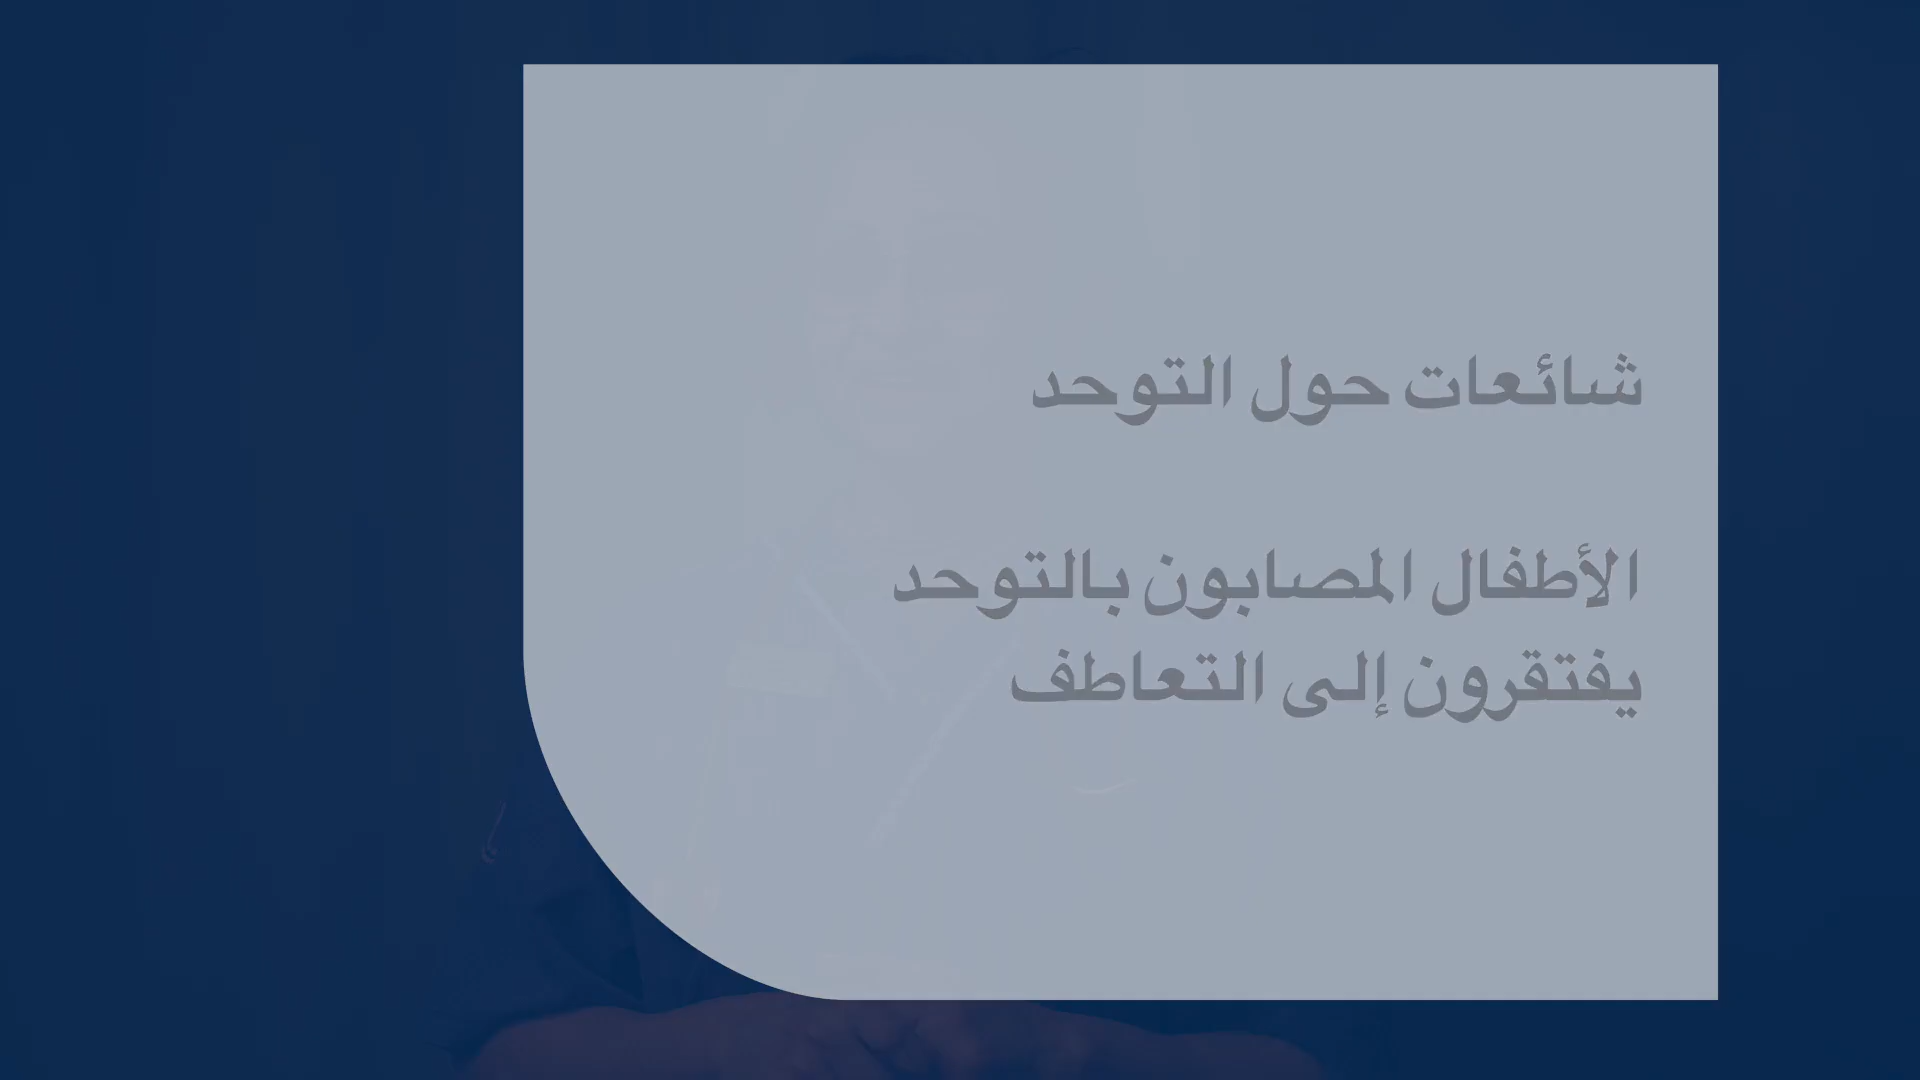 شائعات حول التوحد
الأطفال المصابون بالتوحد
يفتقرون إلى التعاطف